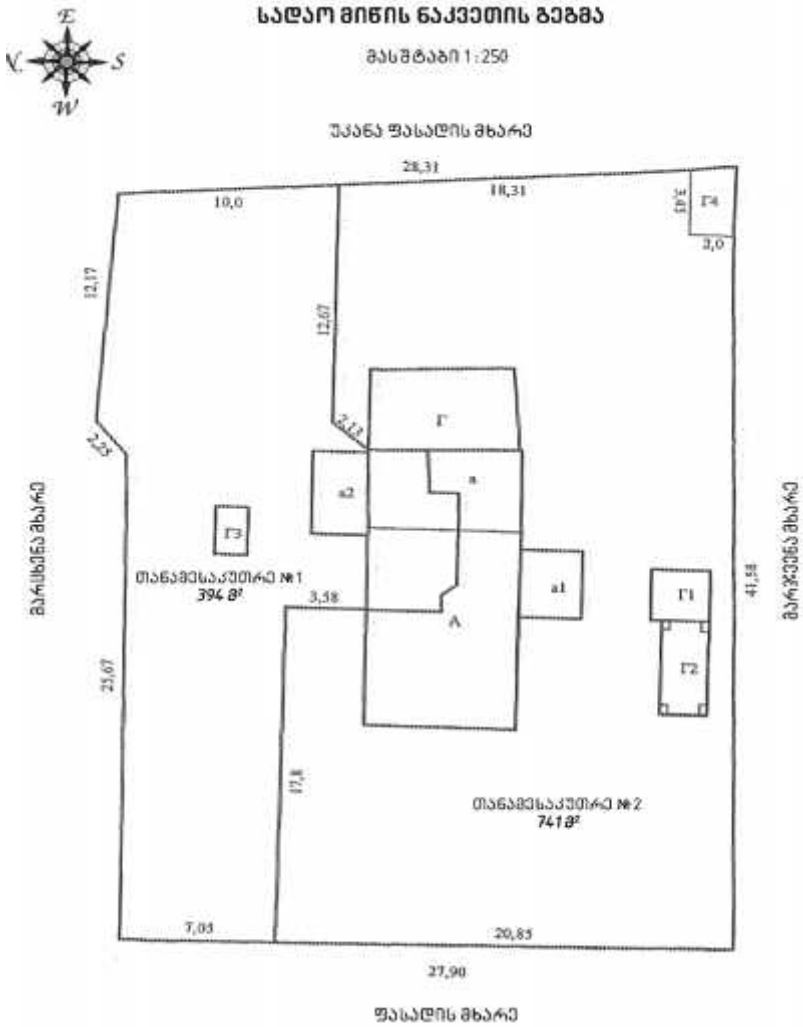 სადაო მიწის ნაკვეთის გეგმა
E
N S
W
მასშტაბი 1:250
უკანა ფასადის მხარე
28,31
10,0
18,31
3,43
Г4
2,0
12,17
12,67
2,13
Г
2,25
a2
a
Г3
მარცხენა მხარე
თანამესაკუთრე №1
394 მ²
3,58
A
a1
Г1
41,58
მარჯვენა მხარე
Г2
25,67
17,8
თანამესაკუთრე №2
741 მ²
7,05
20,85
27,90
ფასადის მხარე